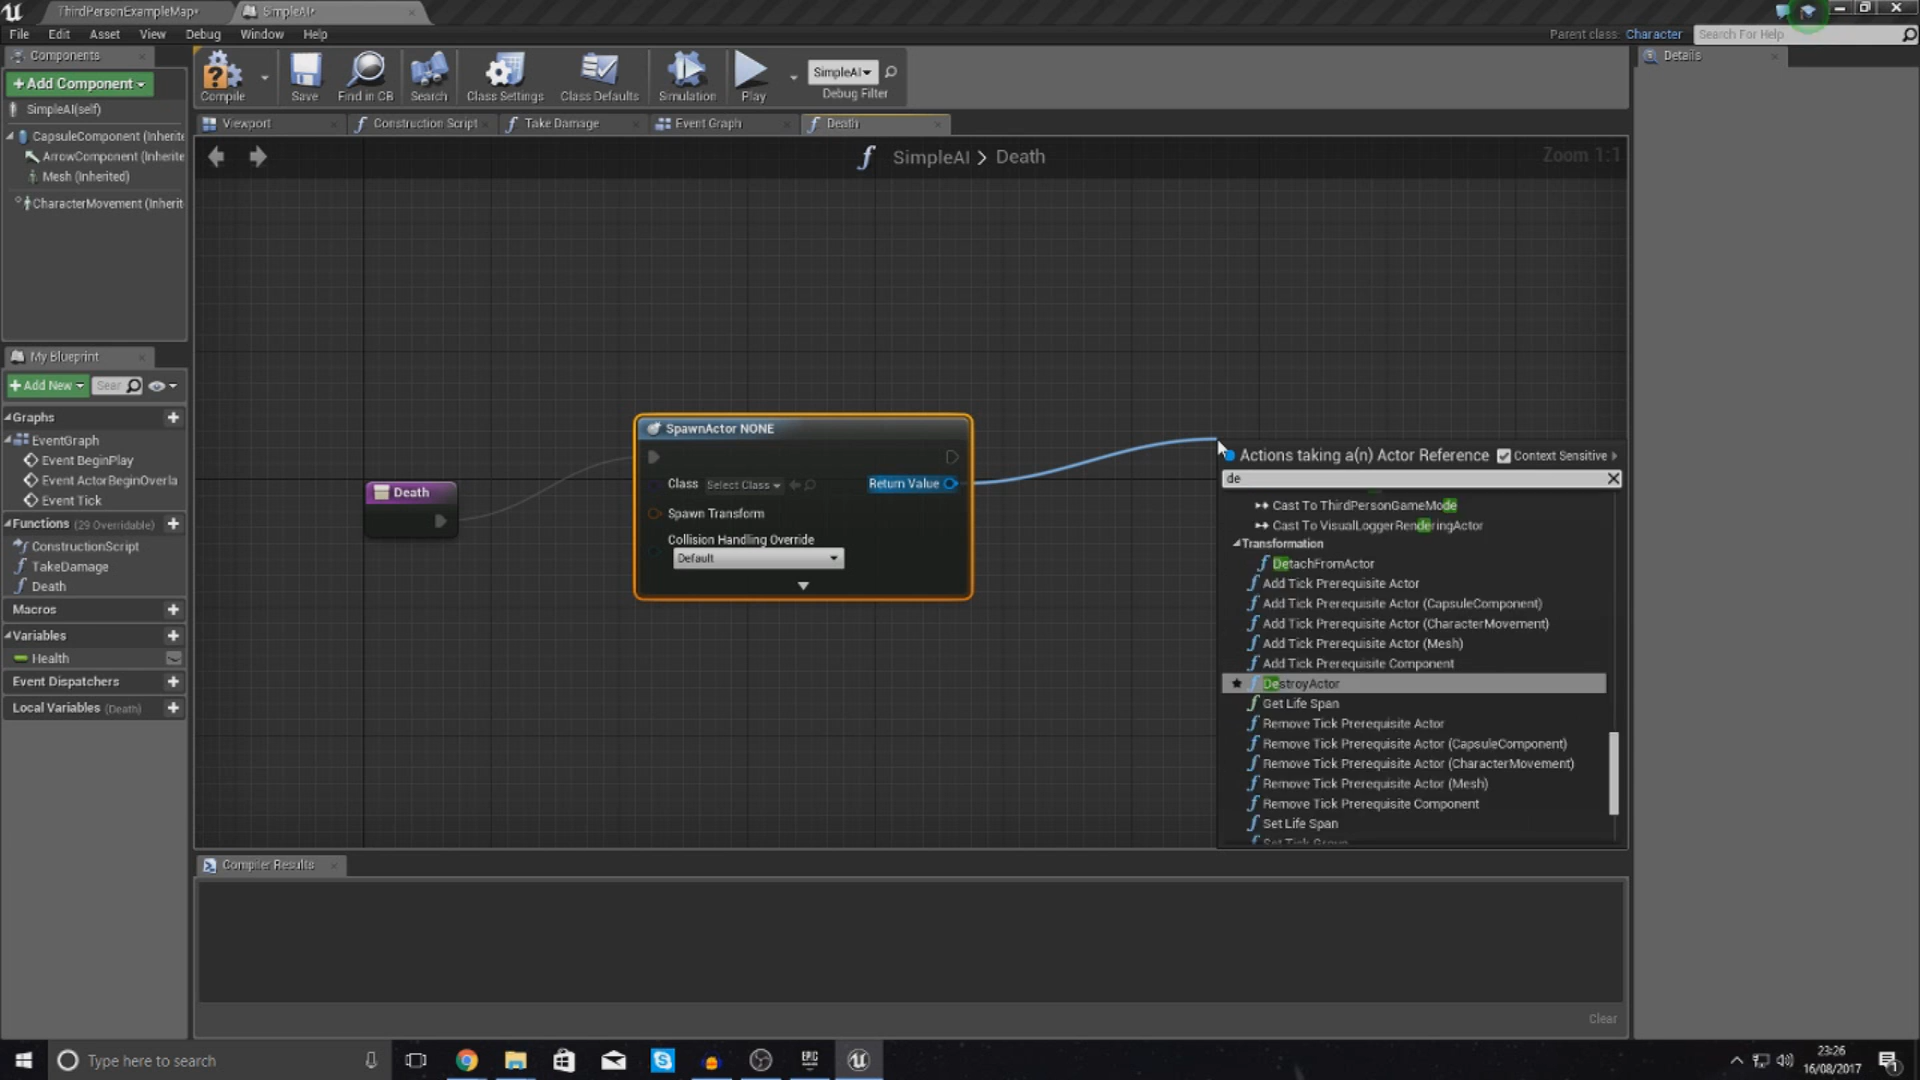 ThirdPersonExampleMap*
SimpleAI*
File Edit Asset View Debug Window Help
Parent class: Character
Search For Help
Components
+Add Component
SimpleAI(self)
CapsuleComponent (Inherite
ArrowComponent (Inherite
Mesh (Inherited)
CharacterMovement (Inherit
Compile
Save
Find in CB
Search
Class Settings
Class Defaults
Simulation
Play
SimpleAI
Debug Filter
Details
Viewport
Construction Script
Take Damage
Event Graph
Death
SimpleAI > Death
Zoom 1:1
My Blueprint
+Add New
Sear
Graphs
EventGraph
Event BeginPlay
Event ActorBeginOverla
Event Tick
Functions (29 Overridable)
ConstructionScript
TakeDamage
Death
Macros
Variables
Health
Event Dispatchers
Local Variables (Death)
Death
SpawnActor NONE
Class Select Class
Return Value
Spawn Transform
Collision Handling Override
Default
Actions taking a(n) Actor Reference
Context Sensitive
de
Cast To ThirdPersonGameMode
Cast To VisualLoggerRenderingActor
Transformation
DetachFromActor
Add Tick Prerequisite Actor
Add Tick Prerequisite Actor (CapsuleComponent)
Add Tick Prerequisite Actor (CharacterMovement)
Add Tick Prerequisite Actor (Mesh)
Add Tick Prerequisite Component
DestroyActor
Get Life Span
Remove Tick Prerequisite Actor
Remove Tick Prerequisite Actor (CapsuleComponent)
Remove Tick Prerequisite Actor (CharacterMovement)
Remove Tick Prerequisite Actor (Mesh)
Remove Tick Prerequisite Component
Set Life Span
Set Tick Group
Compiler Results
Clear
Type here to search
EPIC
23:26
16/08/2017
1